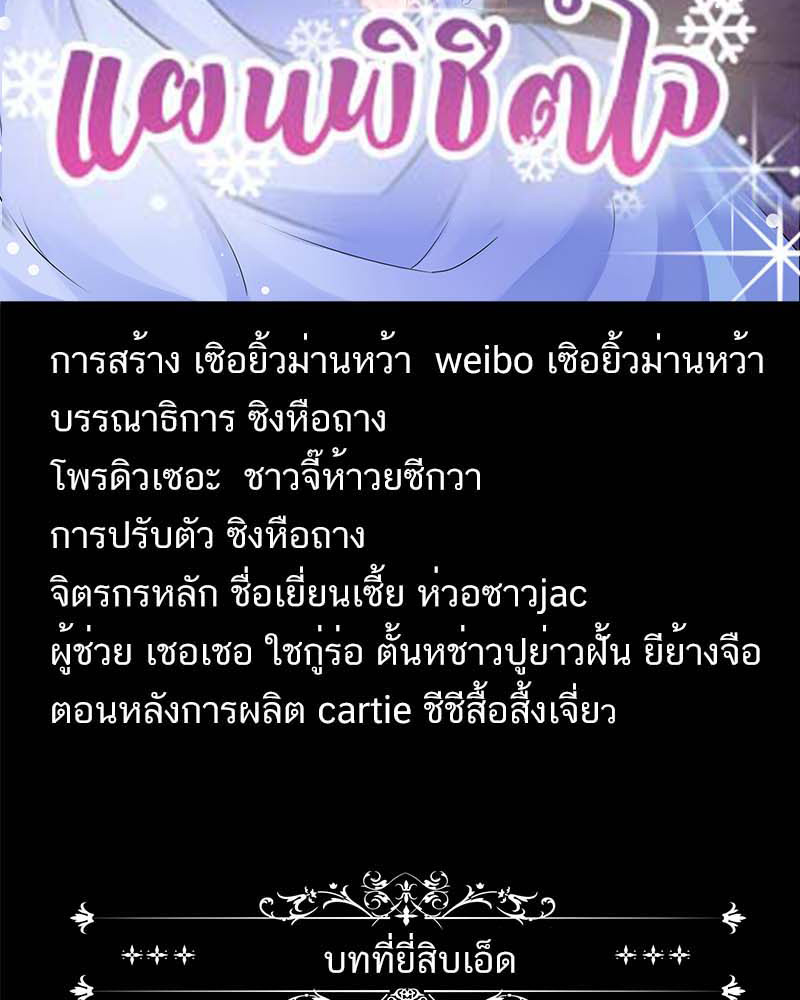 แผนพิชิตใจ
การสร้าง เซิอยิ้วม่านหว้า weibo เซิอยิ้วม่านหว้า
บรรณาธิการ ซิงหือถาง
โพรดิวเซอะ ชาวจี๊ห้าวยซีกวา
การปรับตัว ซิงหือถาง
จิตรกรหลัก ชื่อเยี่ยนเซี้ย ห่วอซาวjac
ผู้ช่วย เชอเชอ ใชกู่ร่อ ตั้นหช่าวปูย่าวฝั้น ยีย้างจือ
ตอนหลังการผลิต cartie ชีชีสื้อสิ้งเจี่ยว
บทที่ยี่สิบเอ็ด